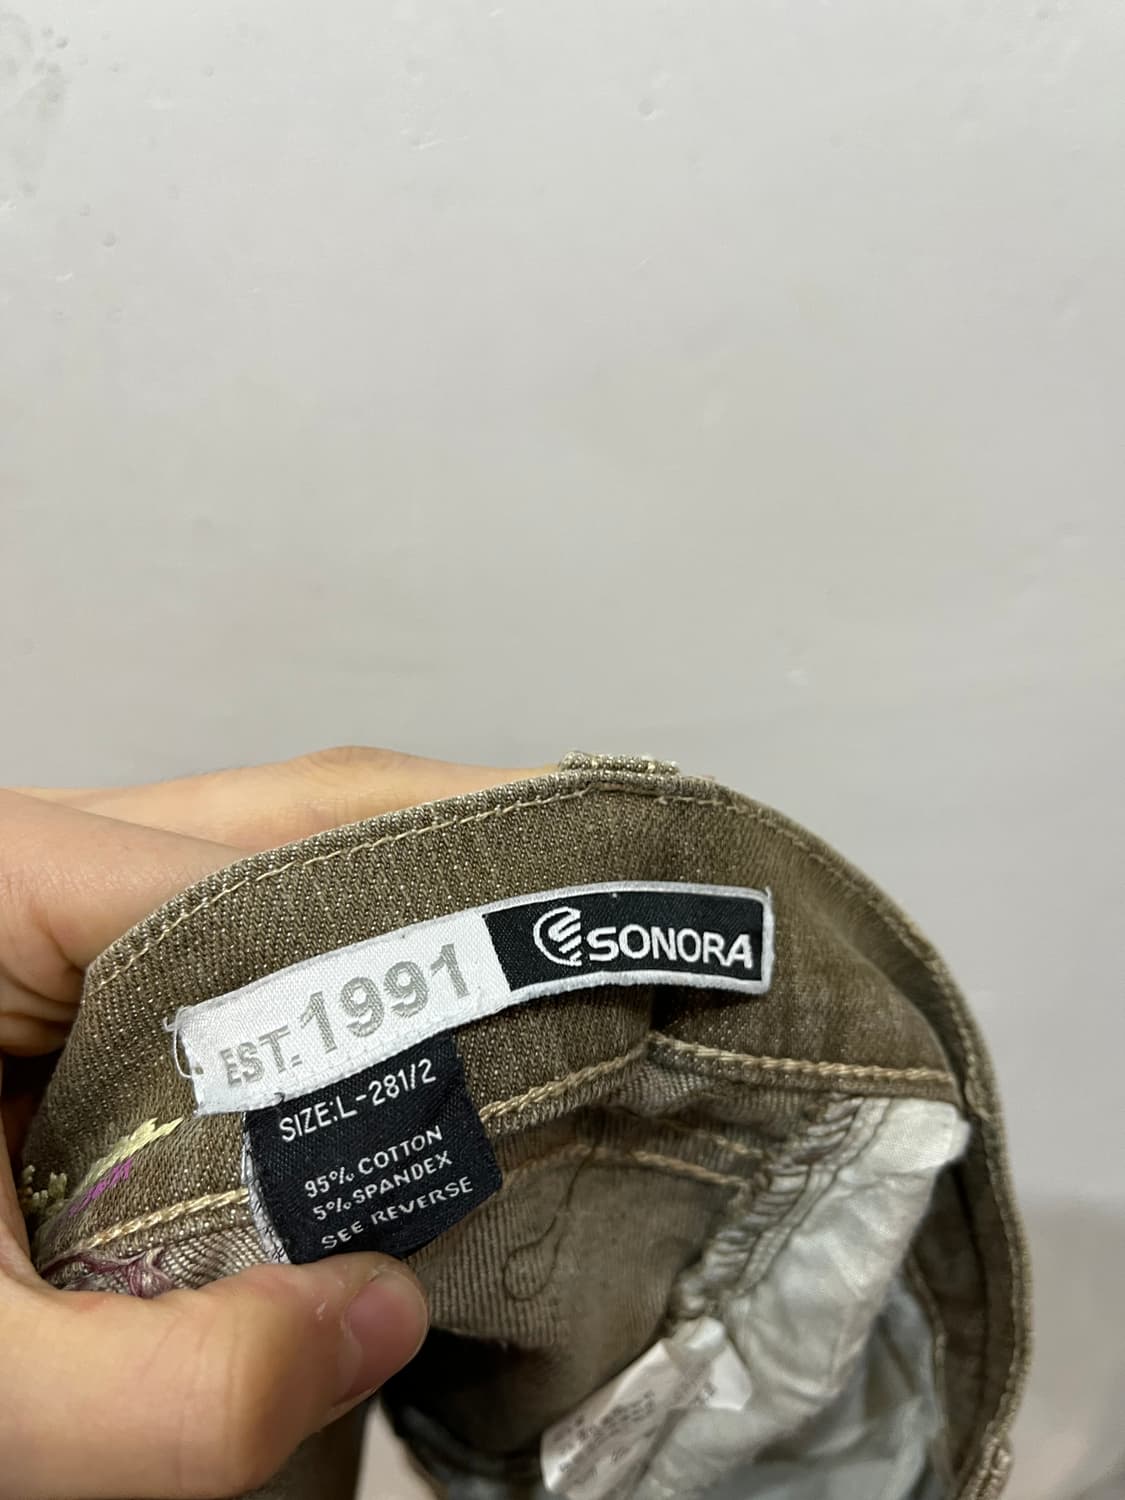 EST. 1991 SONORA
SIZE:L-281/2
95% COTTON
5% SPANDEX
SEE REVERSE